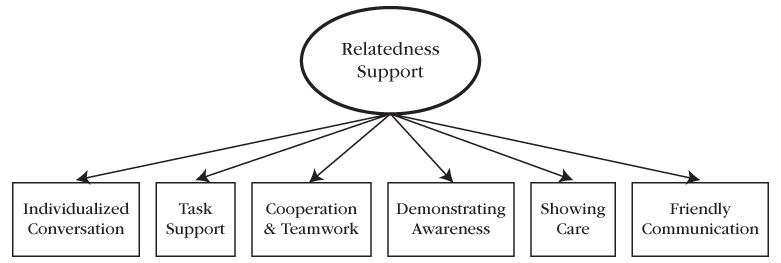 Relatedness
Support
Individualized
Conversation
Task
Support
Cooperation
& Teamwork
Demonstrating
Awareness
Showing
Care
Friendly
Communication